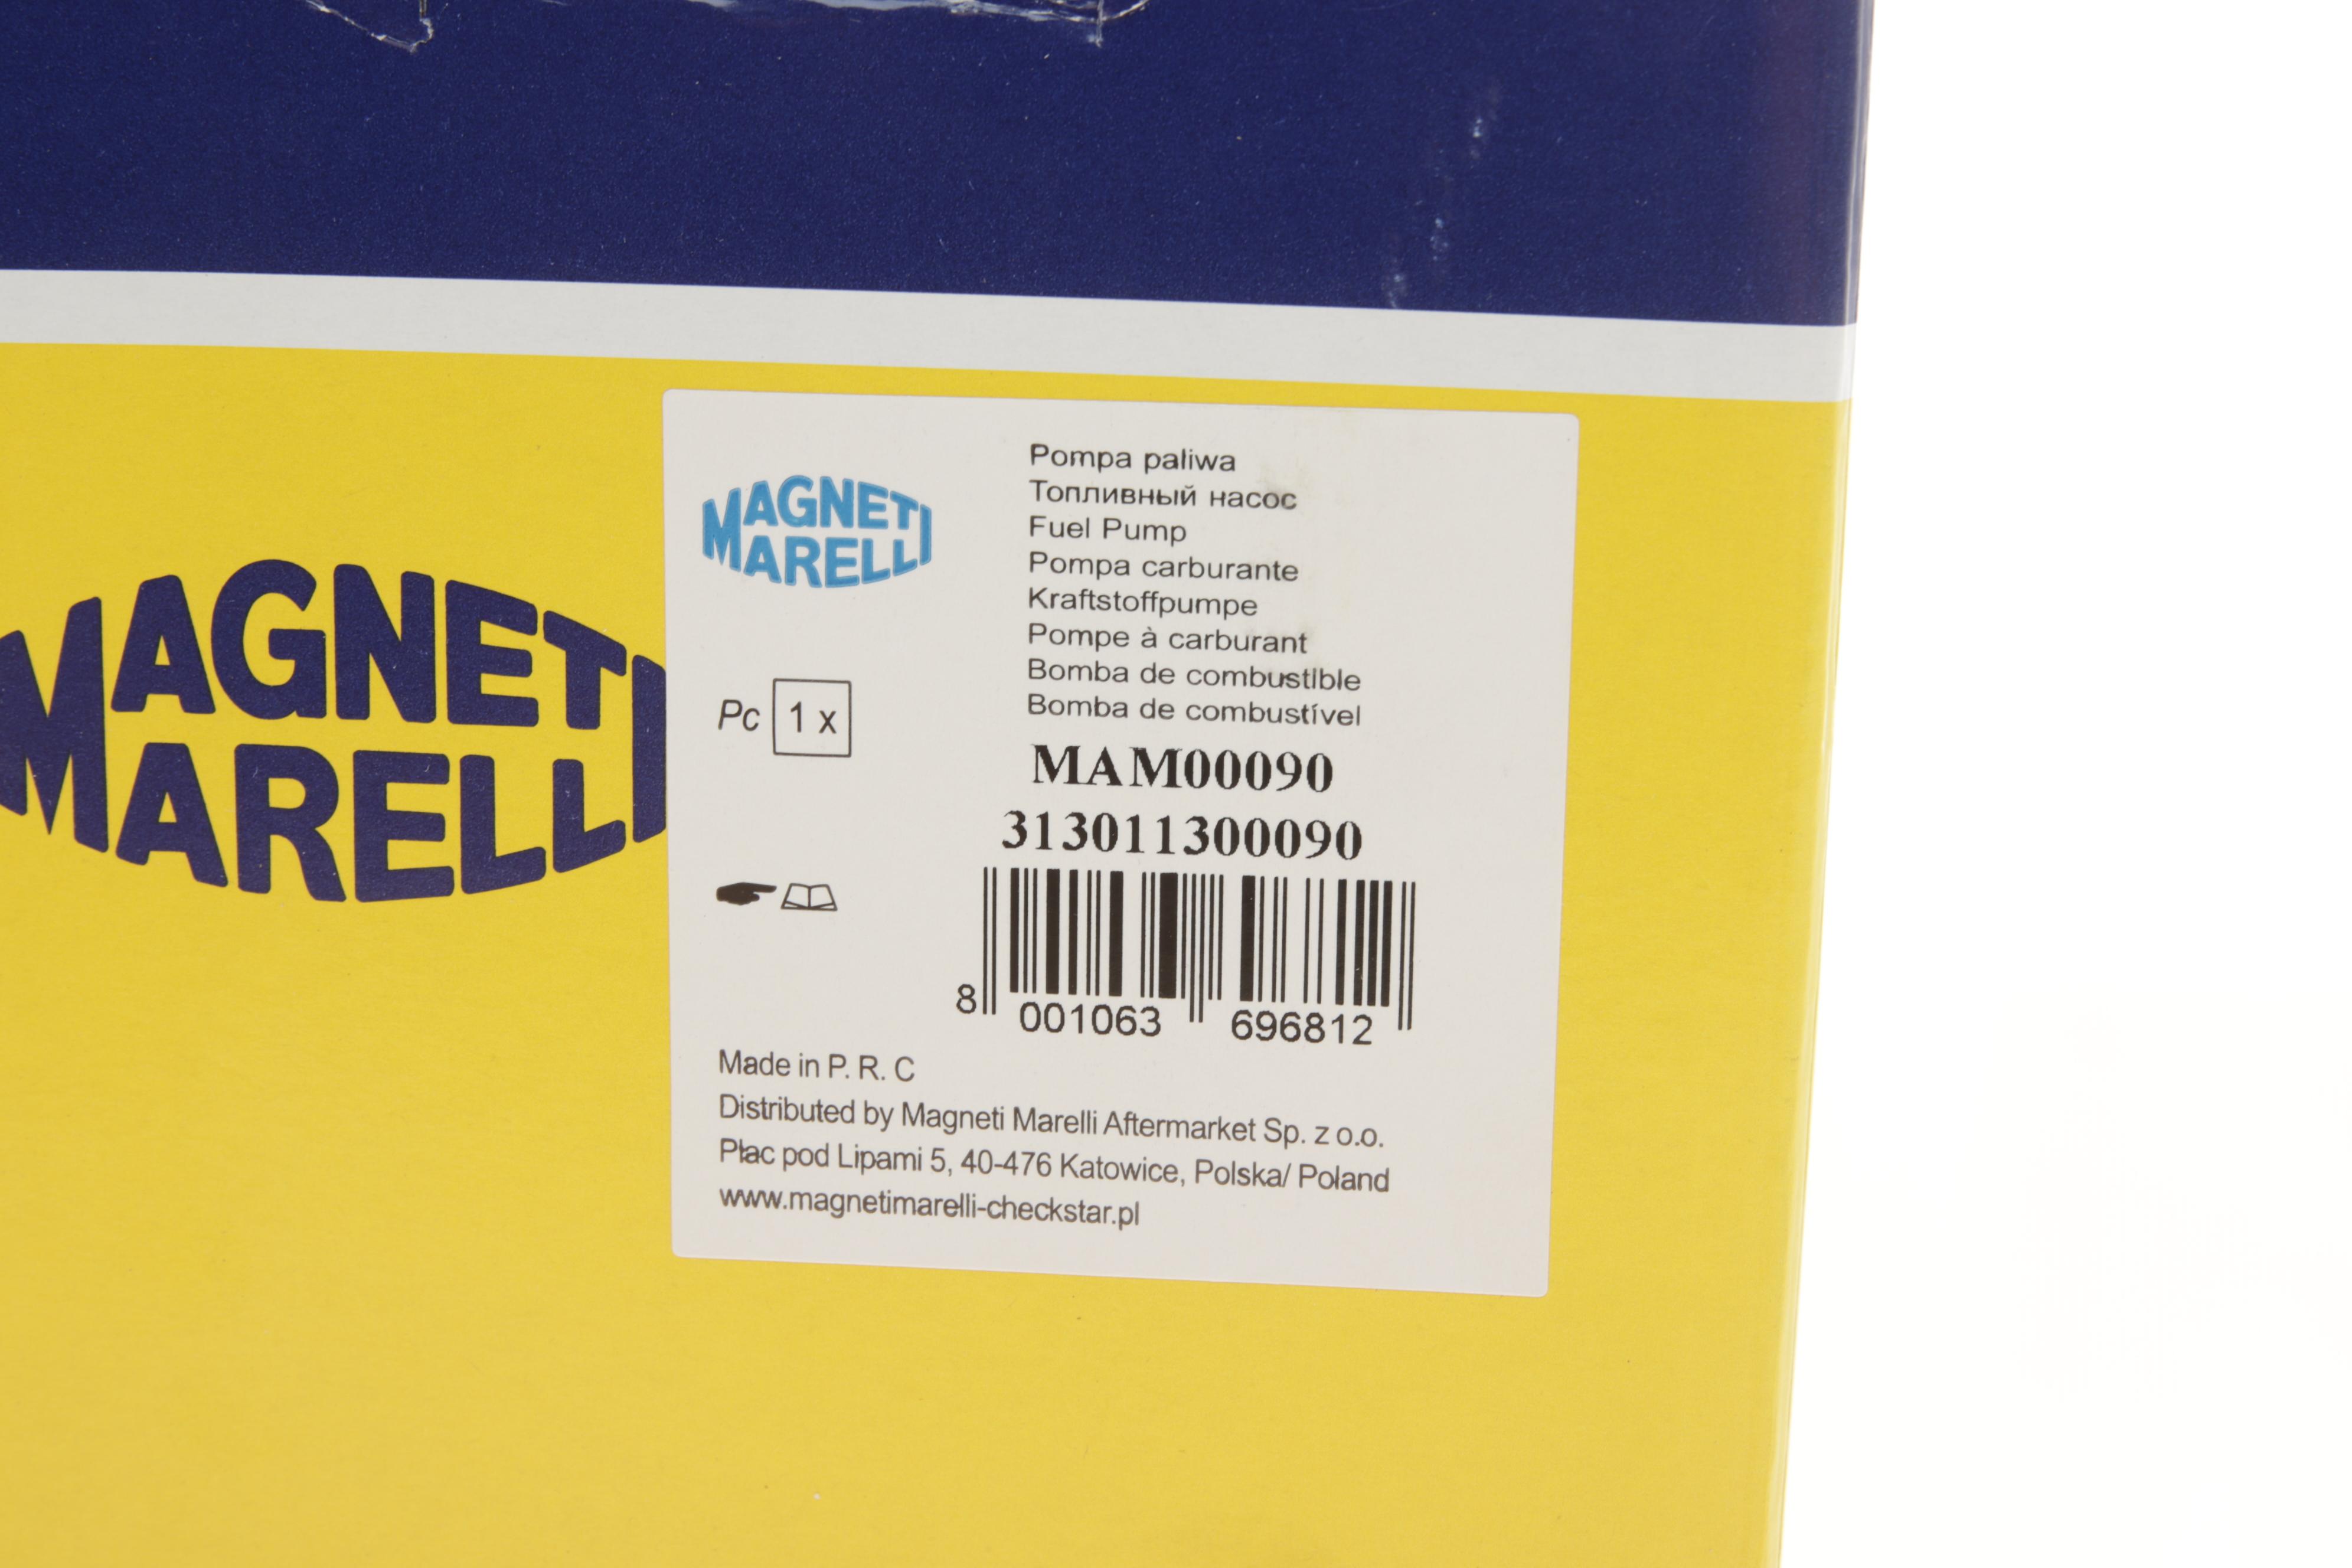 MAGNETI
MARELLI
MAGNETI
MARELLI
Pompa paliwa
Топливный насос
Fuel Pump
Pompa carburante
Kraftstoffpumpe
Pompe à carburant
Bomba de combustible
Bomba de combustível
Pc 1 x
MAM00090
313011300090
8 001063 696812
Made in P. R. C
Distributed by Magneti Marelli Aftermarket Sp. z o.o.
Plac pod Lipami 5, 40-476 Katowice, Polska/ Poland
www.magnetimarelli-checkstar.pl